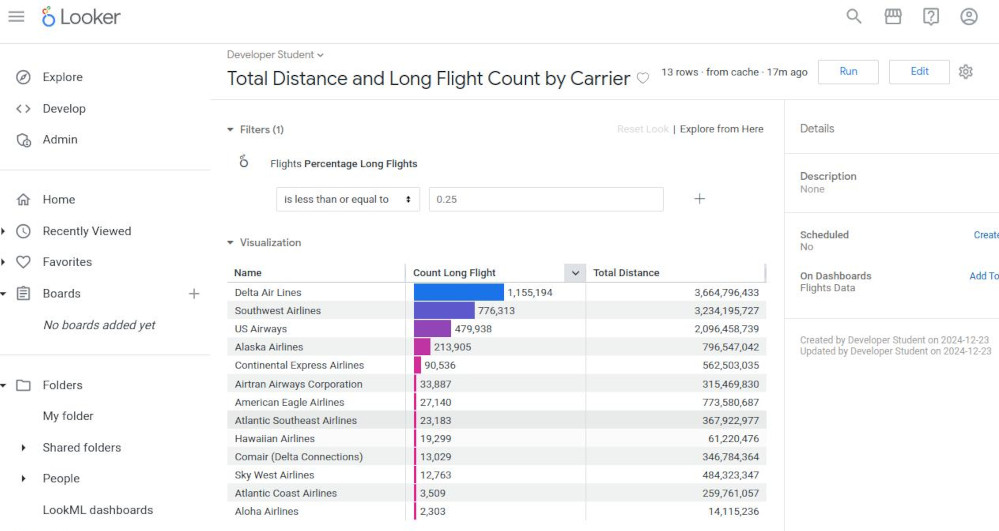 Looker
Explore
Develop
Admin
Home
Recently Viewed
Favorites
Boards
No boards added yet
Folders
My folder
Shared folders
People
LookML dashboards
Developer Student
Total Distance and Long Flight Count by Carrier
13 rows · from cache · 17m ago
Run
Edit
Filters (1)
Reset Look | Explore from Here
Flights Percentage Long Flights
is less than or equal to 0.25
Visualization
Name Count Long Flight Total Distance
Delta Air Lines 1,155,194 3,664,796,433
Southwest Airlines 776,313 3,234,195,727
US Airways 479,938 2,096,458,739
Alaska Airlines 213,905 796,547,042
Continental Express Airlines 90,536 562,503,035
Airtran Airways Corporation 33,887 315,469,830
American Eagle Airlines 27,140 773,580,687
Atlantic Southeast Airlines 23,183 367,922,977
Hawaiian Airlines 19,299 61,220,476
Comair (Delta Connections) 13,029 346,784,364
Sky West Airlines 12,763 484,323,347
Atlantic Coast Airlines 3,509 259,761,057
Aloha Airlines 2,303 14,115,236
Details
Description
None
Scheduled Create
No
On Dashboards Add To
Flights Data
Created by Developer Student on 2024-12-23
Updated by Developer Student on 2024-12-23